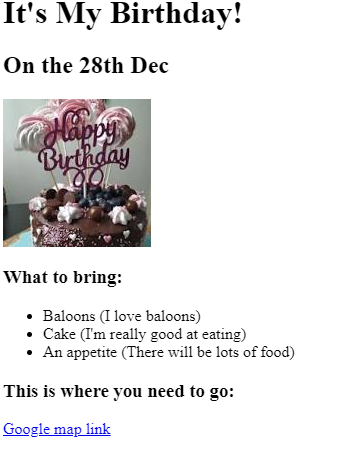 It's My Birthday!
On the 28th Dec
Happy
Birthday
What to bring:
Baloons (I love baloons)
Cake (I'm really good at eating)
An appetite (There will be lots of food)
This is where you need to go:
Google map link